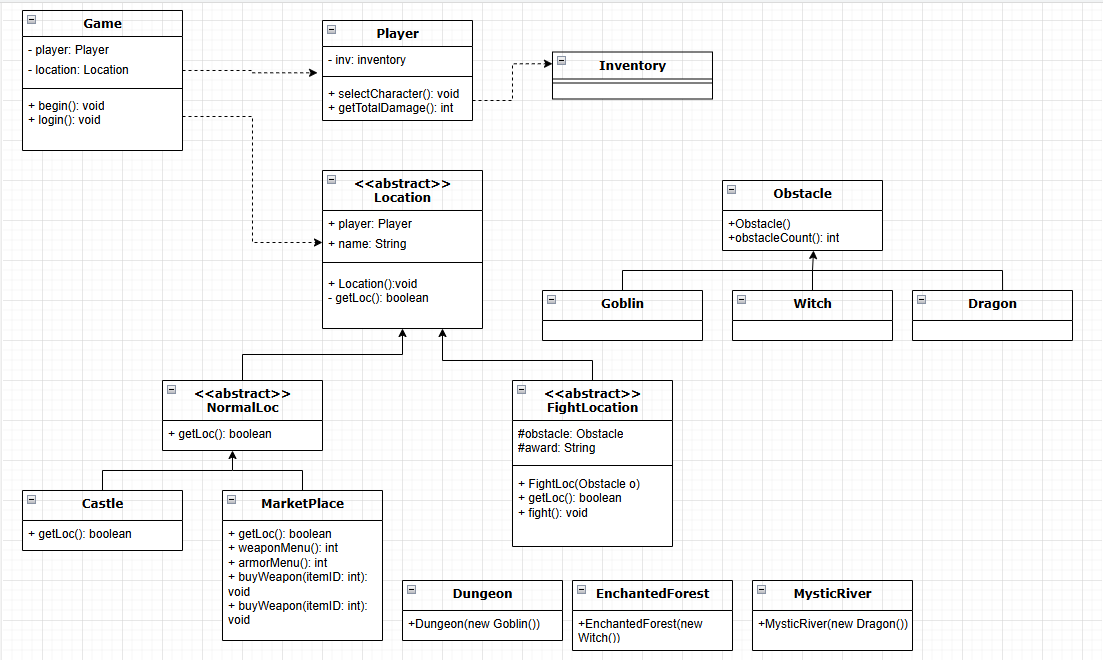 Game
- player: Player
- location: Location
+ begin(): void
+ login(): void
Player
- inv: inventory
+ selectCharacter(): void
+ getTotalDamage(): int
Inventory
<<abstract>>
Location
+ player: Player
+ name: String
+ Location():void
- getLoc(): boolean
Obstacle
+Obstacle()
+obstacleCount(): int
Goblin
Witch
Dragon
<<abstract>>
NormalLoc
+ getLoc(): boolean
<<abstract>>
FightLocation
#obstacle: Obstacle
#award: String
+ FightLoc(Obstacle o)
+ getLoc(): boolean
+ fight(): void
Castle
+ getLoc(): boolean
MarketPlace
+ getLoc(): boolean
+ weaponMenu(): int
+ armorMenu(): int
+ buyWeapon(itemID: int):
void
+ buyWeapon(itemID: int):
void
Dungeon
+Dungeon(new Goblin())
EnchantedForest
+EnchantedForest(new
Witch())
MysticRiver
+MysticRiver(new Dragon())